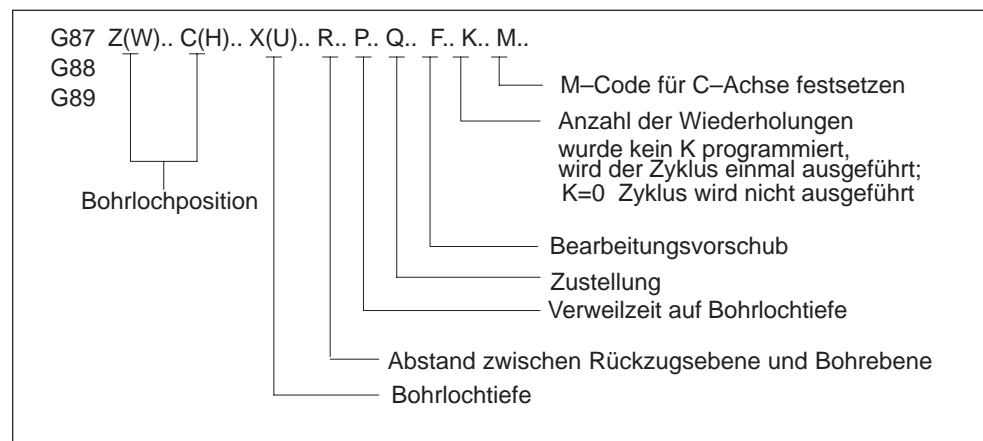 G87 Z(W).. C(H).. X(U).. R.. P.. Q.. F.. K.. M..
G88
G89
M–Code für C–Achse festsetzen
Anzahl der Wiederholungen
wurde kein K programmiert,
wird der Zyklus einmal ausgeführt;
K=0 Zyklus wird nicht ausgeführt
Bohrlochposition
Bearbeitungsvorschub
Zustellung
Verweilzeit auf Bohrlochtiefe
Abstand zwischen Rückzugsebene und Bohrebene
Bohrlochtiefe